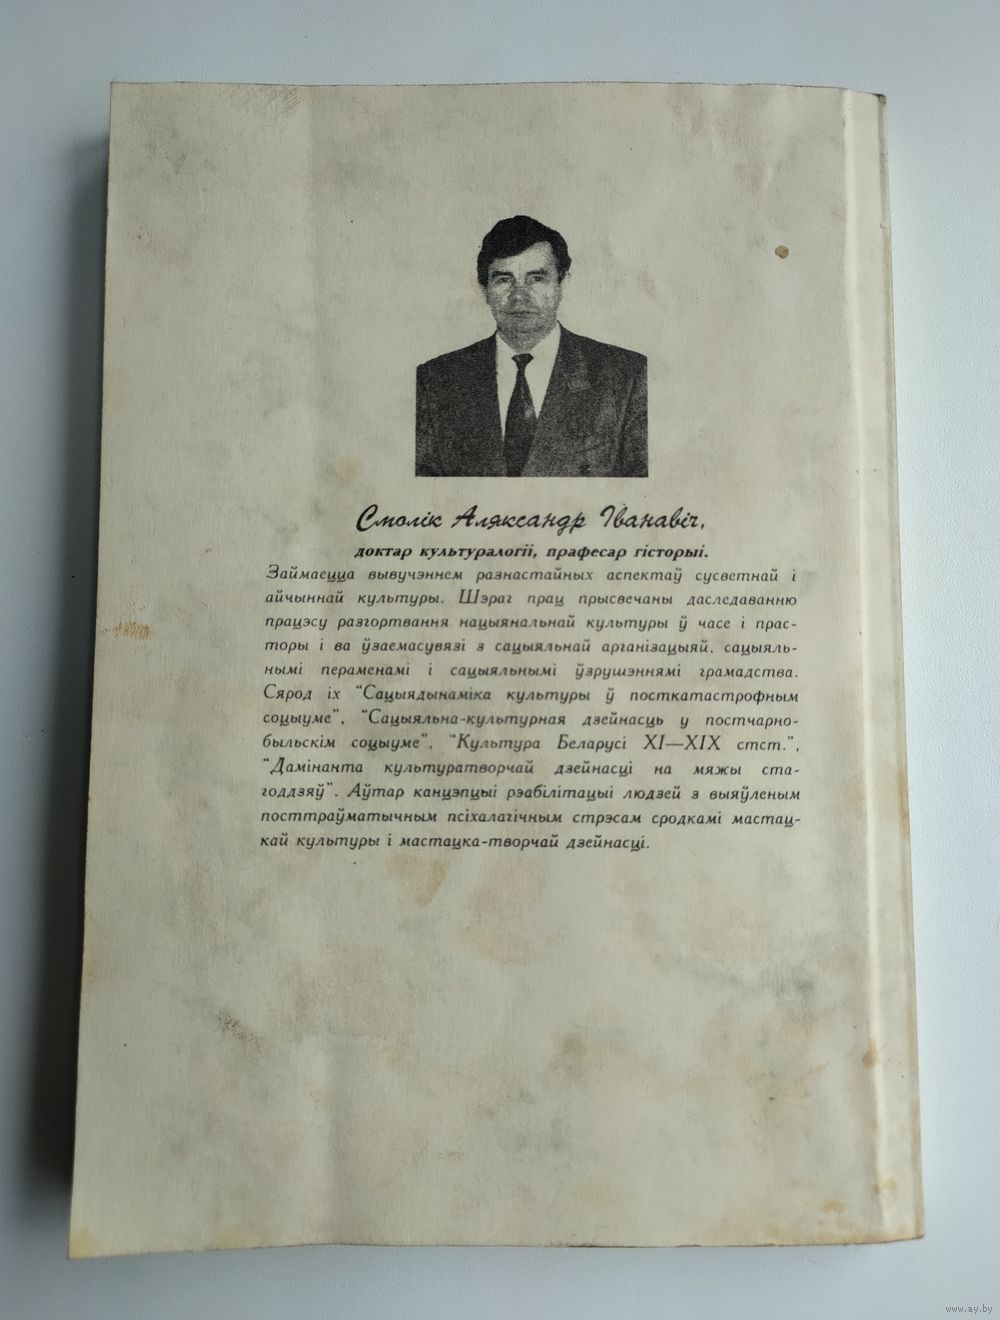 Смолік Аляксандр Іванавіч,
доктар культуралогіі, прафесар гісторыі.
Займаецца вывучэннем разнастайных аспектаў сусветнай і
айчыннай культуры. Шэраг прац прысвечаны даследаванню
працэсу разгортвання нацыянальнай культуры ў часе і прас-
торы і ва ўзаемасувязі з сацыяльнай арганізацыяй, сацыяль-
нымі пераменамі і сацыяльнымі ўзрушэннямі грамадства.
Сярод іх "Сацыядынаміка культуры ў посткатастрофным
соцыуме", "Сацыяльна-культурная дзейнасць у постчарно-
быльскім соцыуме", "Культура Беларусі XI—XIX стст.",
"Дамінанта культуратворчай дзейнасці на мяжы ста-
годдзяў". Аўтар канцэпцыі рэабілітацыі людзей з выяўленым
посттраўматычным псіхалагічным стрэсам сродкамі мастац-
кай культуры і мастацка-творчай дзейнасці.
www.ay.by